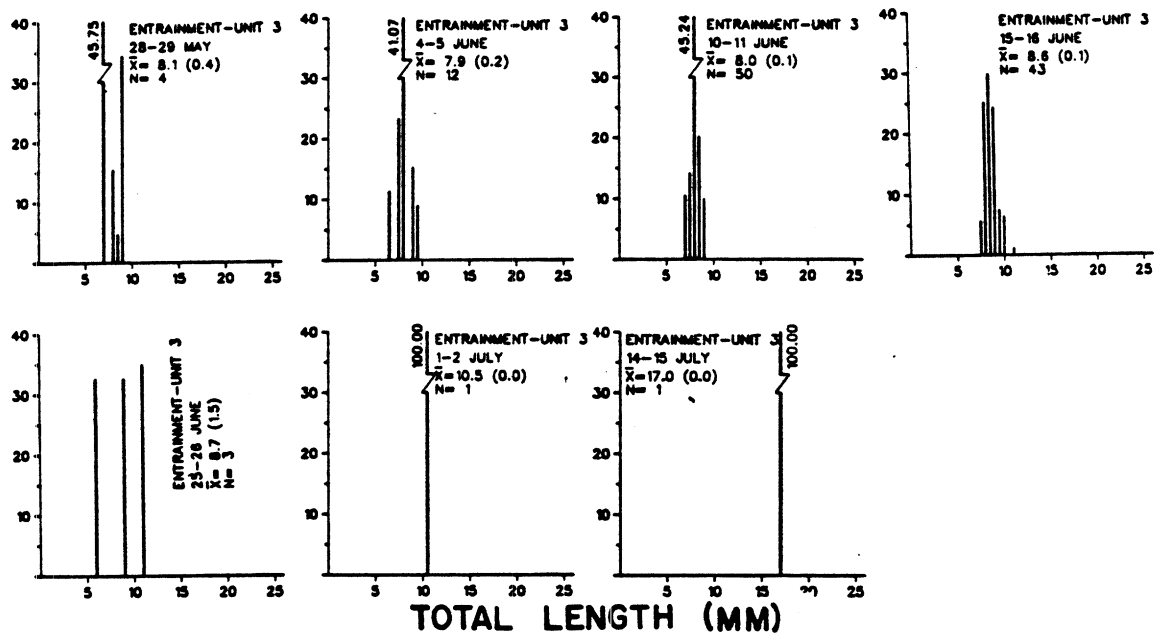 45.75
40
30
20
10
ENTRAINMENT-UNIT 3
28-29 MAY
X̄= 8.1 (0.4)
N= 4
5 10 15 20 25
41.07
40
30
20
10
ENTRAINMENT-UNIT 3
4-5 JUNE
X̄= 7.9 (0.2)
N= 12
5 10 15 20 25
45.24
40
30
20
10
ENTRAINMENT-UNIT 3
10-11 JUNE
X̄= 8.0 (0.1)
N= 50
5 10 15 20 25
40
30
20
10
ENTRAINMENT-UNIT 3
15-16 JUNE
X̄= 8.6 (0.1)
N= 43
5 10 15 20 25
40
30
20
10
ENTRAINMENT-UNIT 3
25-26 JUNE
X̄= 8.7 (1.5)
N= 3
5 10 15 20 25
100.00
40
30
20
10
ENTRAINMENT-UNIT 3
1-2 JULY
X̄=10.5 (0.0)
N= 1
5 10 15 20 25
100.00
40
30
20
10
ENTRAINMENT-UNIT 3
14-15 JULY
X̄=17.0 (0.0)
N= 1
5 10 15 25
TOTAL LENGTH (MM)